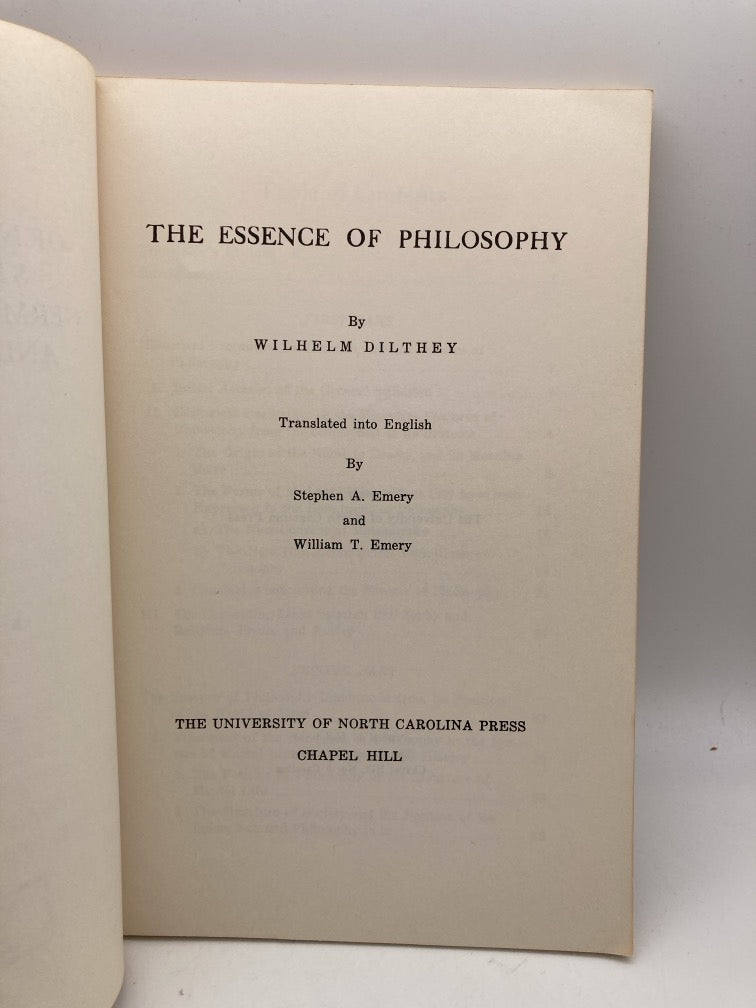 THE ESSENCE OF PHILOSOPHY
By
WILHELM DILTHEY
Translated into English
By
Stephen A. Emery
and
William T. Emery
THE UNIVERSITY OF NORTH CAROLINA PRESS
CHAPEL HILL